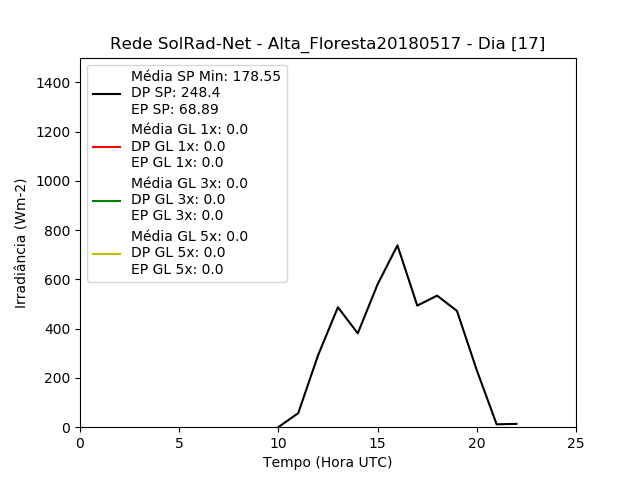 Rede SolRad-Net - Alta_Floresta20180517 - Dia [17]
Média SP Min: 178.55
DP SP: 248.4
EP SP: 68.89
Média GL 1x: 0.0
DP GL 1x: 0.0
EP GL 1x: 0.0
Média GL 3x: 0.0
DP GL 3x: 0.0
EP GL 3x: 0.0
Média GL 5x: 0.0
DP GL 5x: 0.0
EP GL 5x: 0.0
Irradiância (Wm-2)
1400
1200
1000
800
600
400
200
0
0 5 10 15 20 25
Tempo (Hora UTC)